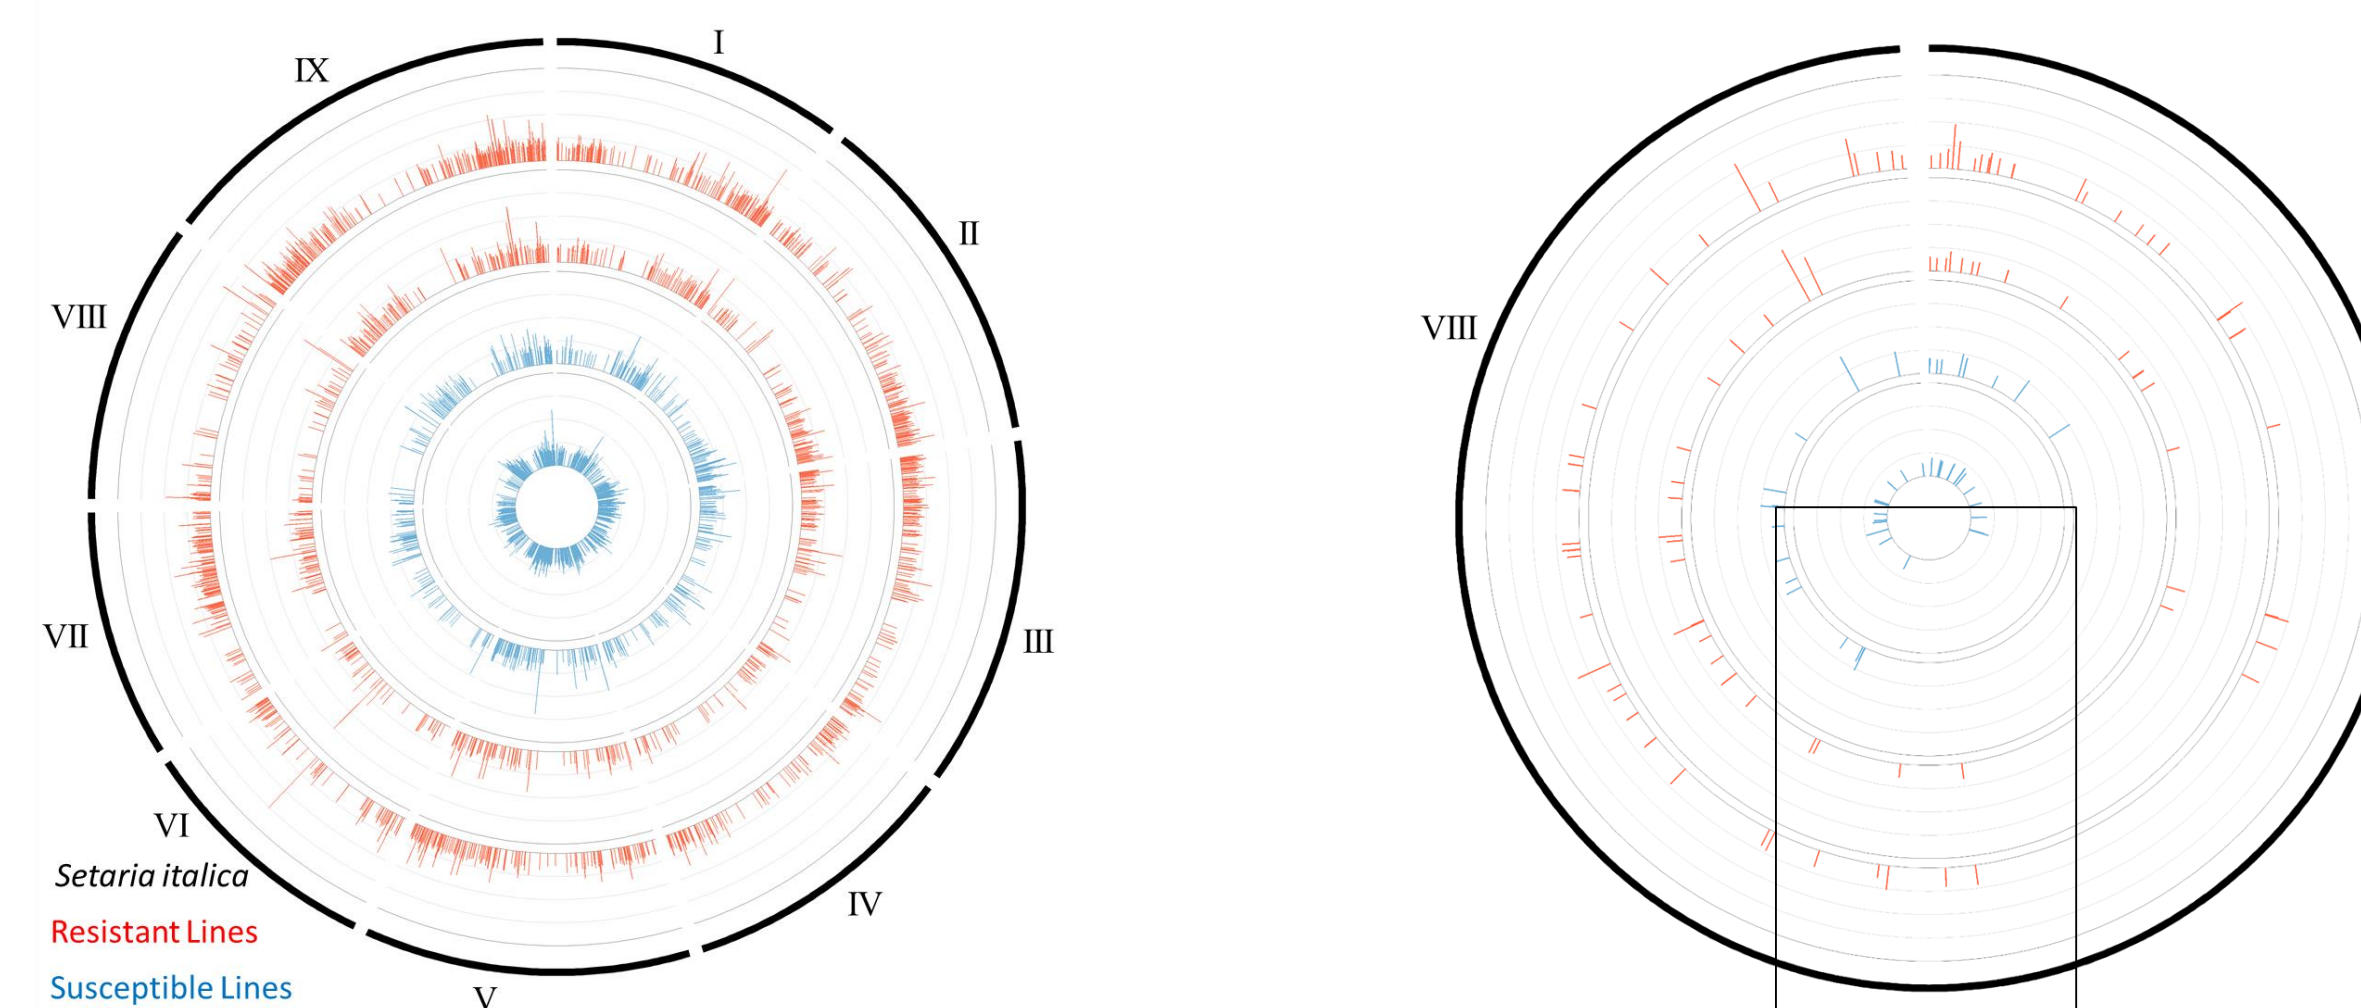 I
IX
II
VIII
VIII
III
VII
VI
Setaria italica
IV
Resistant Lines
Susceptible Lines
V